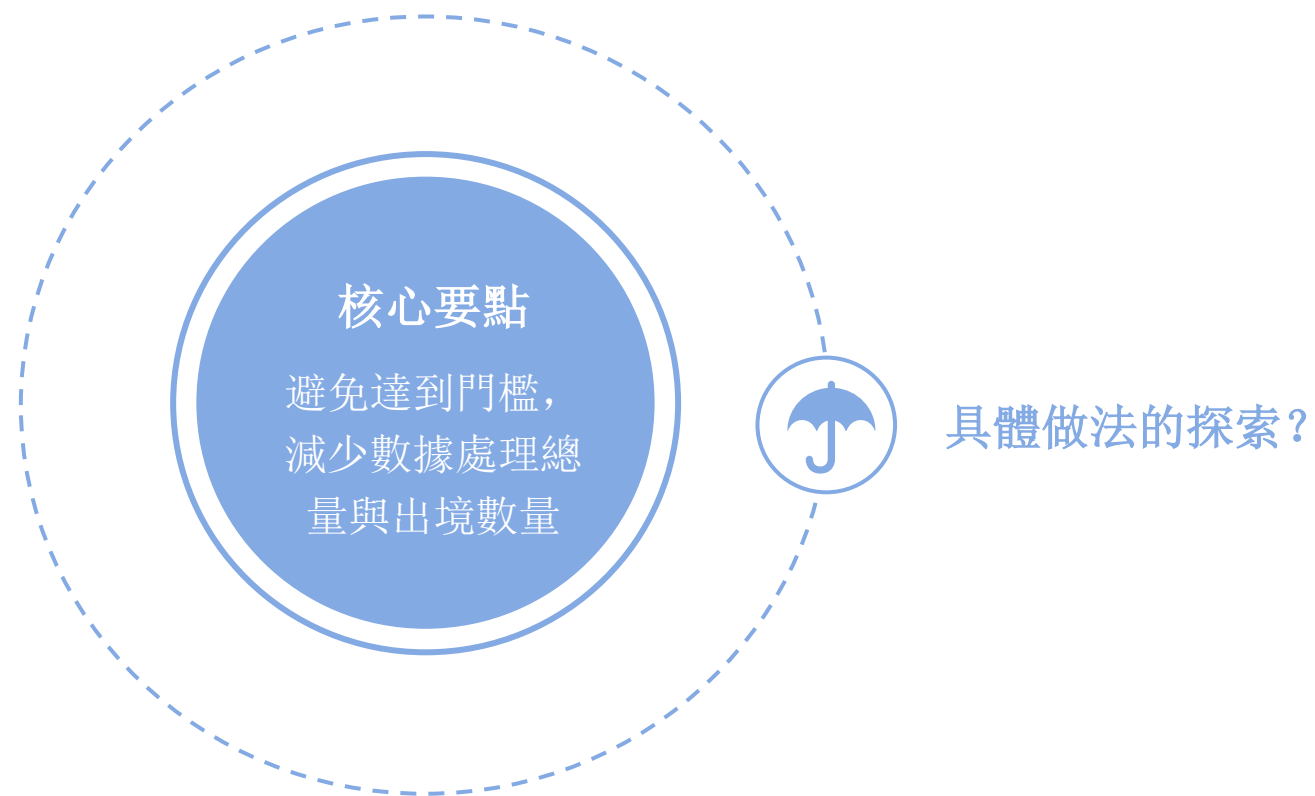 核心要點
避免達到門檻，
減少數據處理總
量與出境數量
具體做法的探索？